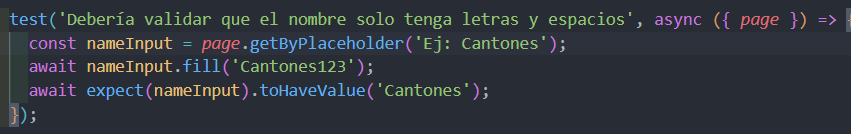 test('Debería validar que el nombre solo tenga letras y espacios', async ({ page }) => {
const nameInput = page.getByPlaceholder('Ej: Cantones');
await nameInput.fill('Cantones123');
await expect(nameInput).toHaveValue('Cantones');
});